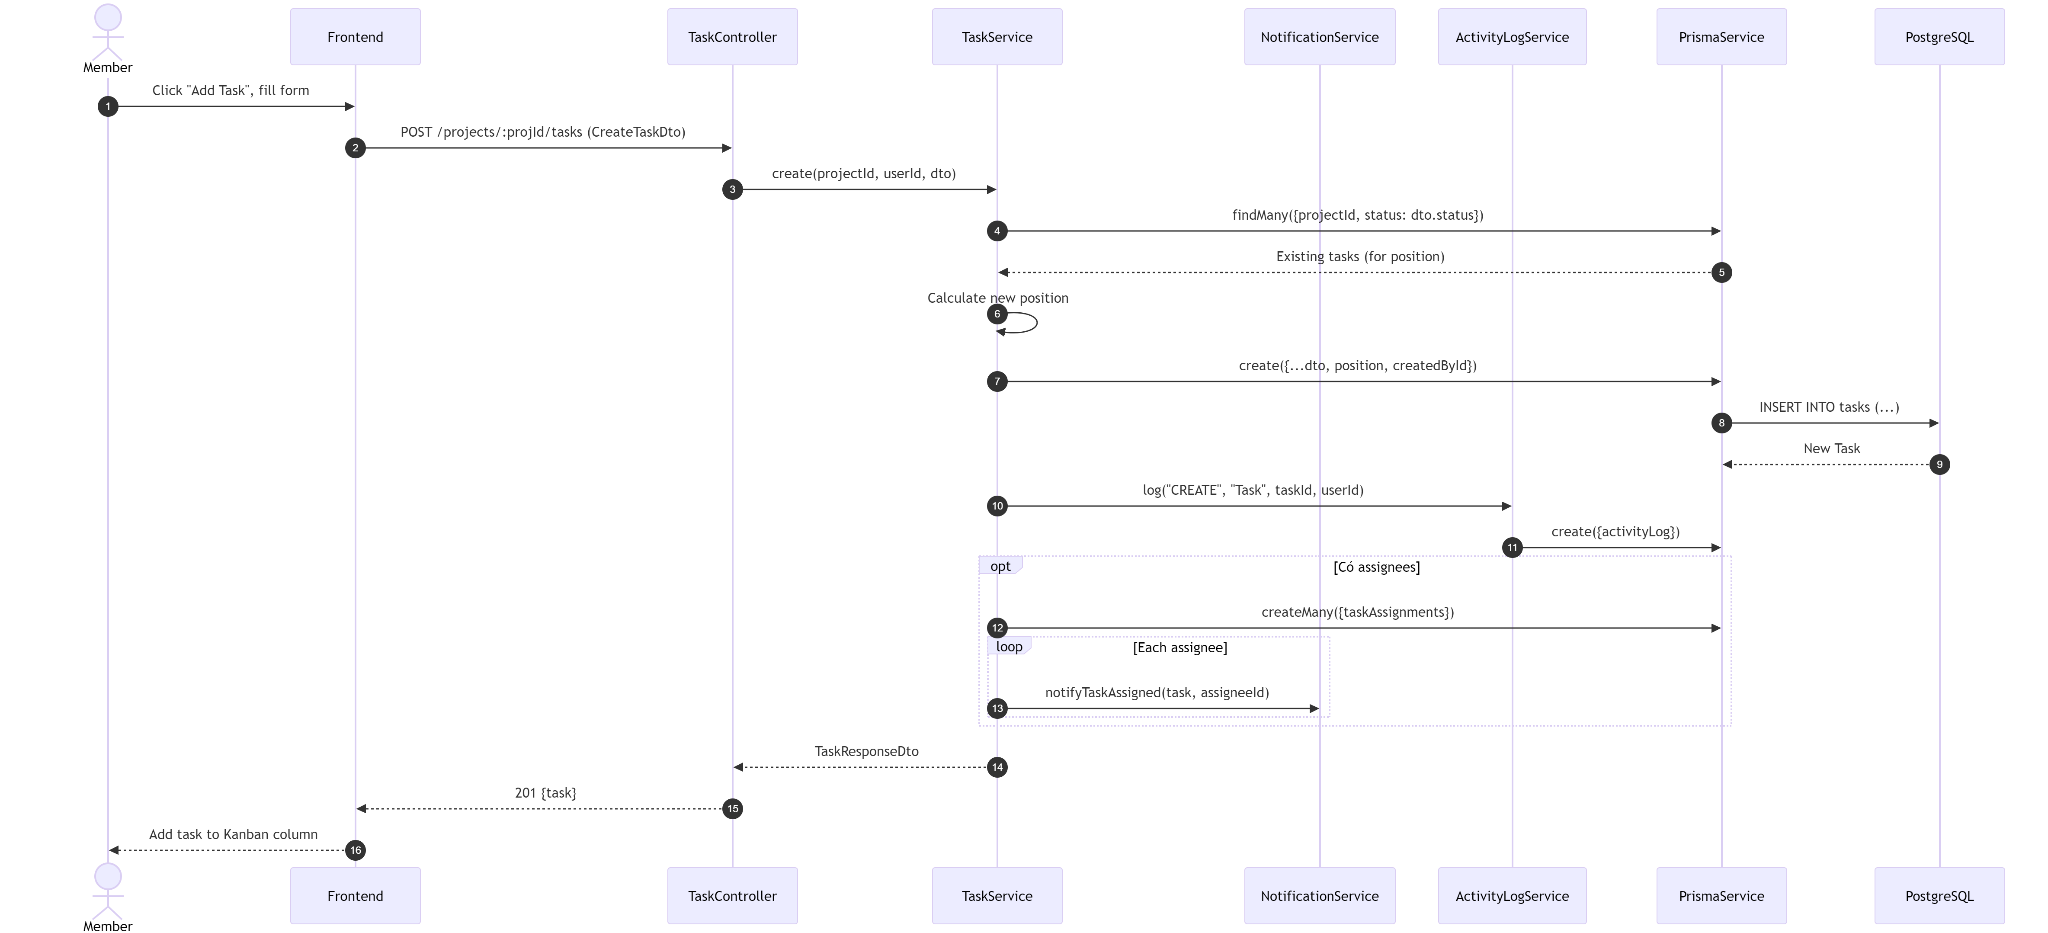 Member
Frontend
TaskController
TaskService
NotificationService
ActivityLogService
PrismaService
PostgreSQL
Click "Add Task", fill form
1
POST /projects/:projId/tasks (CreateTaskDto)
2
create(projectId, userId, dto)
3
findMany({projectId, status: dto.status})
4
Existing tasks (for position)
5
Calculate new position
6
create({...dto, position, createdById})
7
INSERT INTO tasks (...)
8
New Task
9
log("CREATE", "Task", taskId, userId)
10
create({activityLog})
11
opt
[Có assignees]
createMany({taskAssignments})
12
loop
[Each assignee]
notifyTaskAssigned(task, assigneeId)
13
TaskResponseDto
14
201 {task}
15
Add task to Kanban column
16
Member
Frontend
TaskController
TaskService
NotificationService
ActivityLogService
PrismaService
PostgreSQL